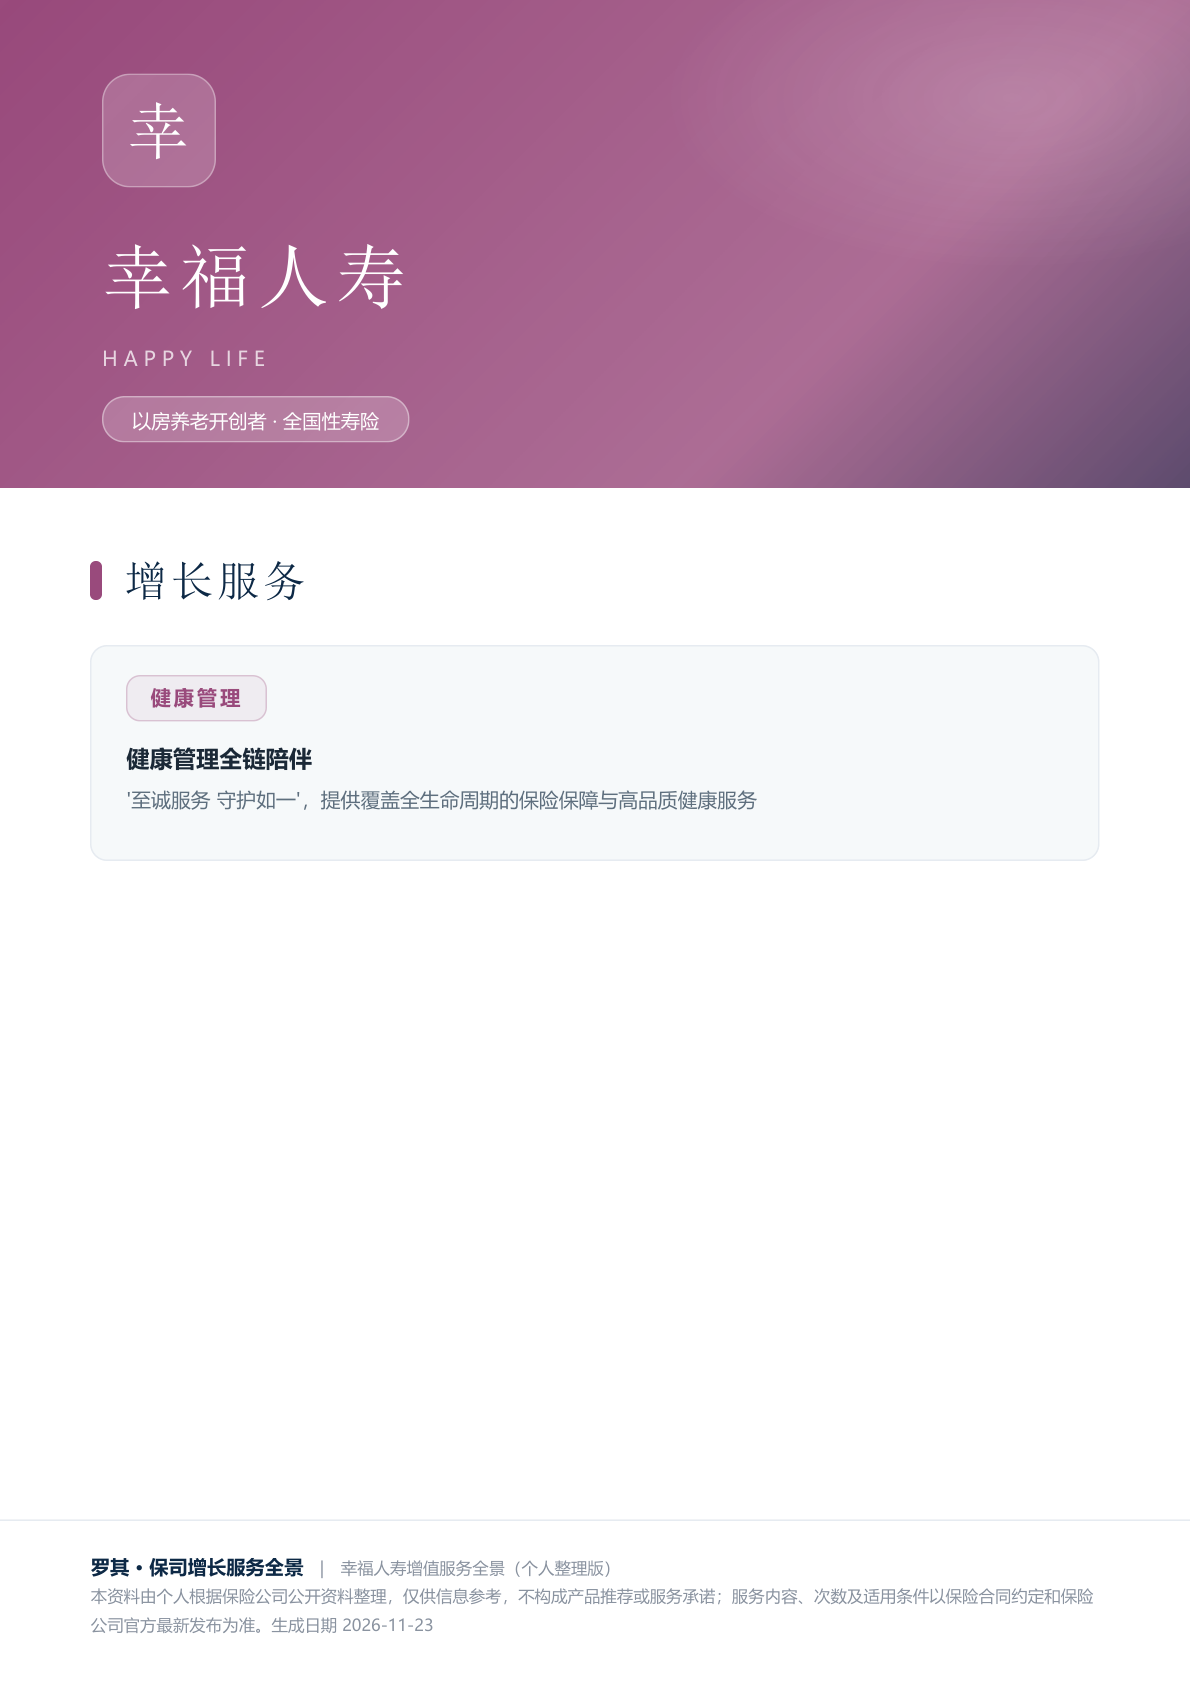 幸
幸福人寿
HAPPY LIFE
以房养老开创者 · 全国性寿险
增长服务
健康管理
健康管理全链陪伴
'至诚服务 守护如一'，提供覆盖全生命周期的保险保障与高品质健康服务
罗其 • 保司增长服务全景 | 幸福人寿增值服务全景（个人整理版）
本资料由个人根据保险公司公开资料整理，仅供信息参考，不构成产品推荐或服务承诺；服务内容、次数及适用条件以保险合同约定和保险
公司官方最新发布为准。生成日期 2026-11-23